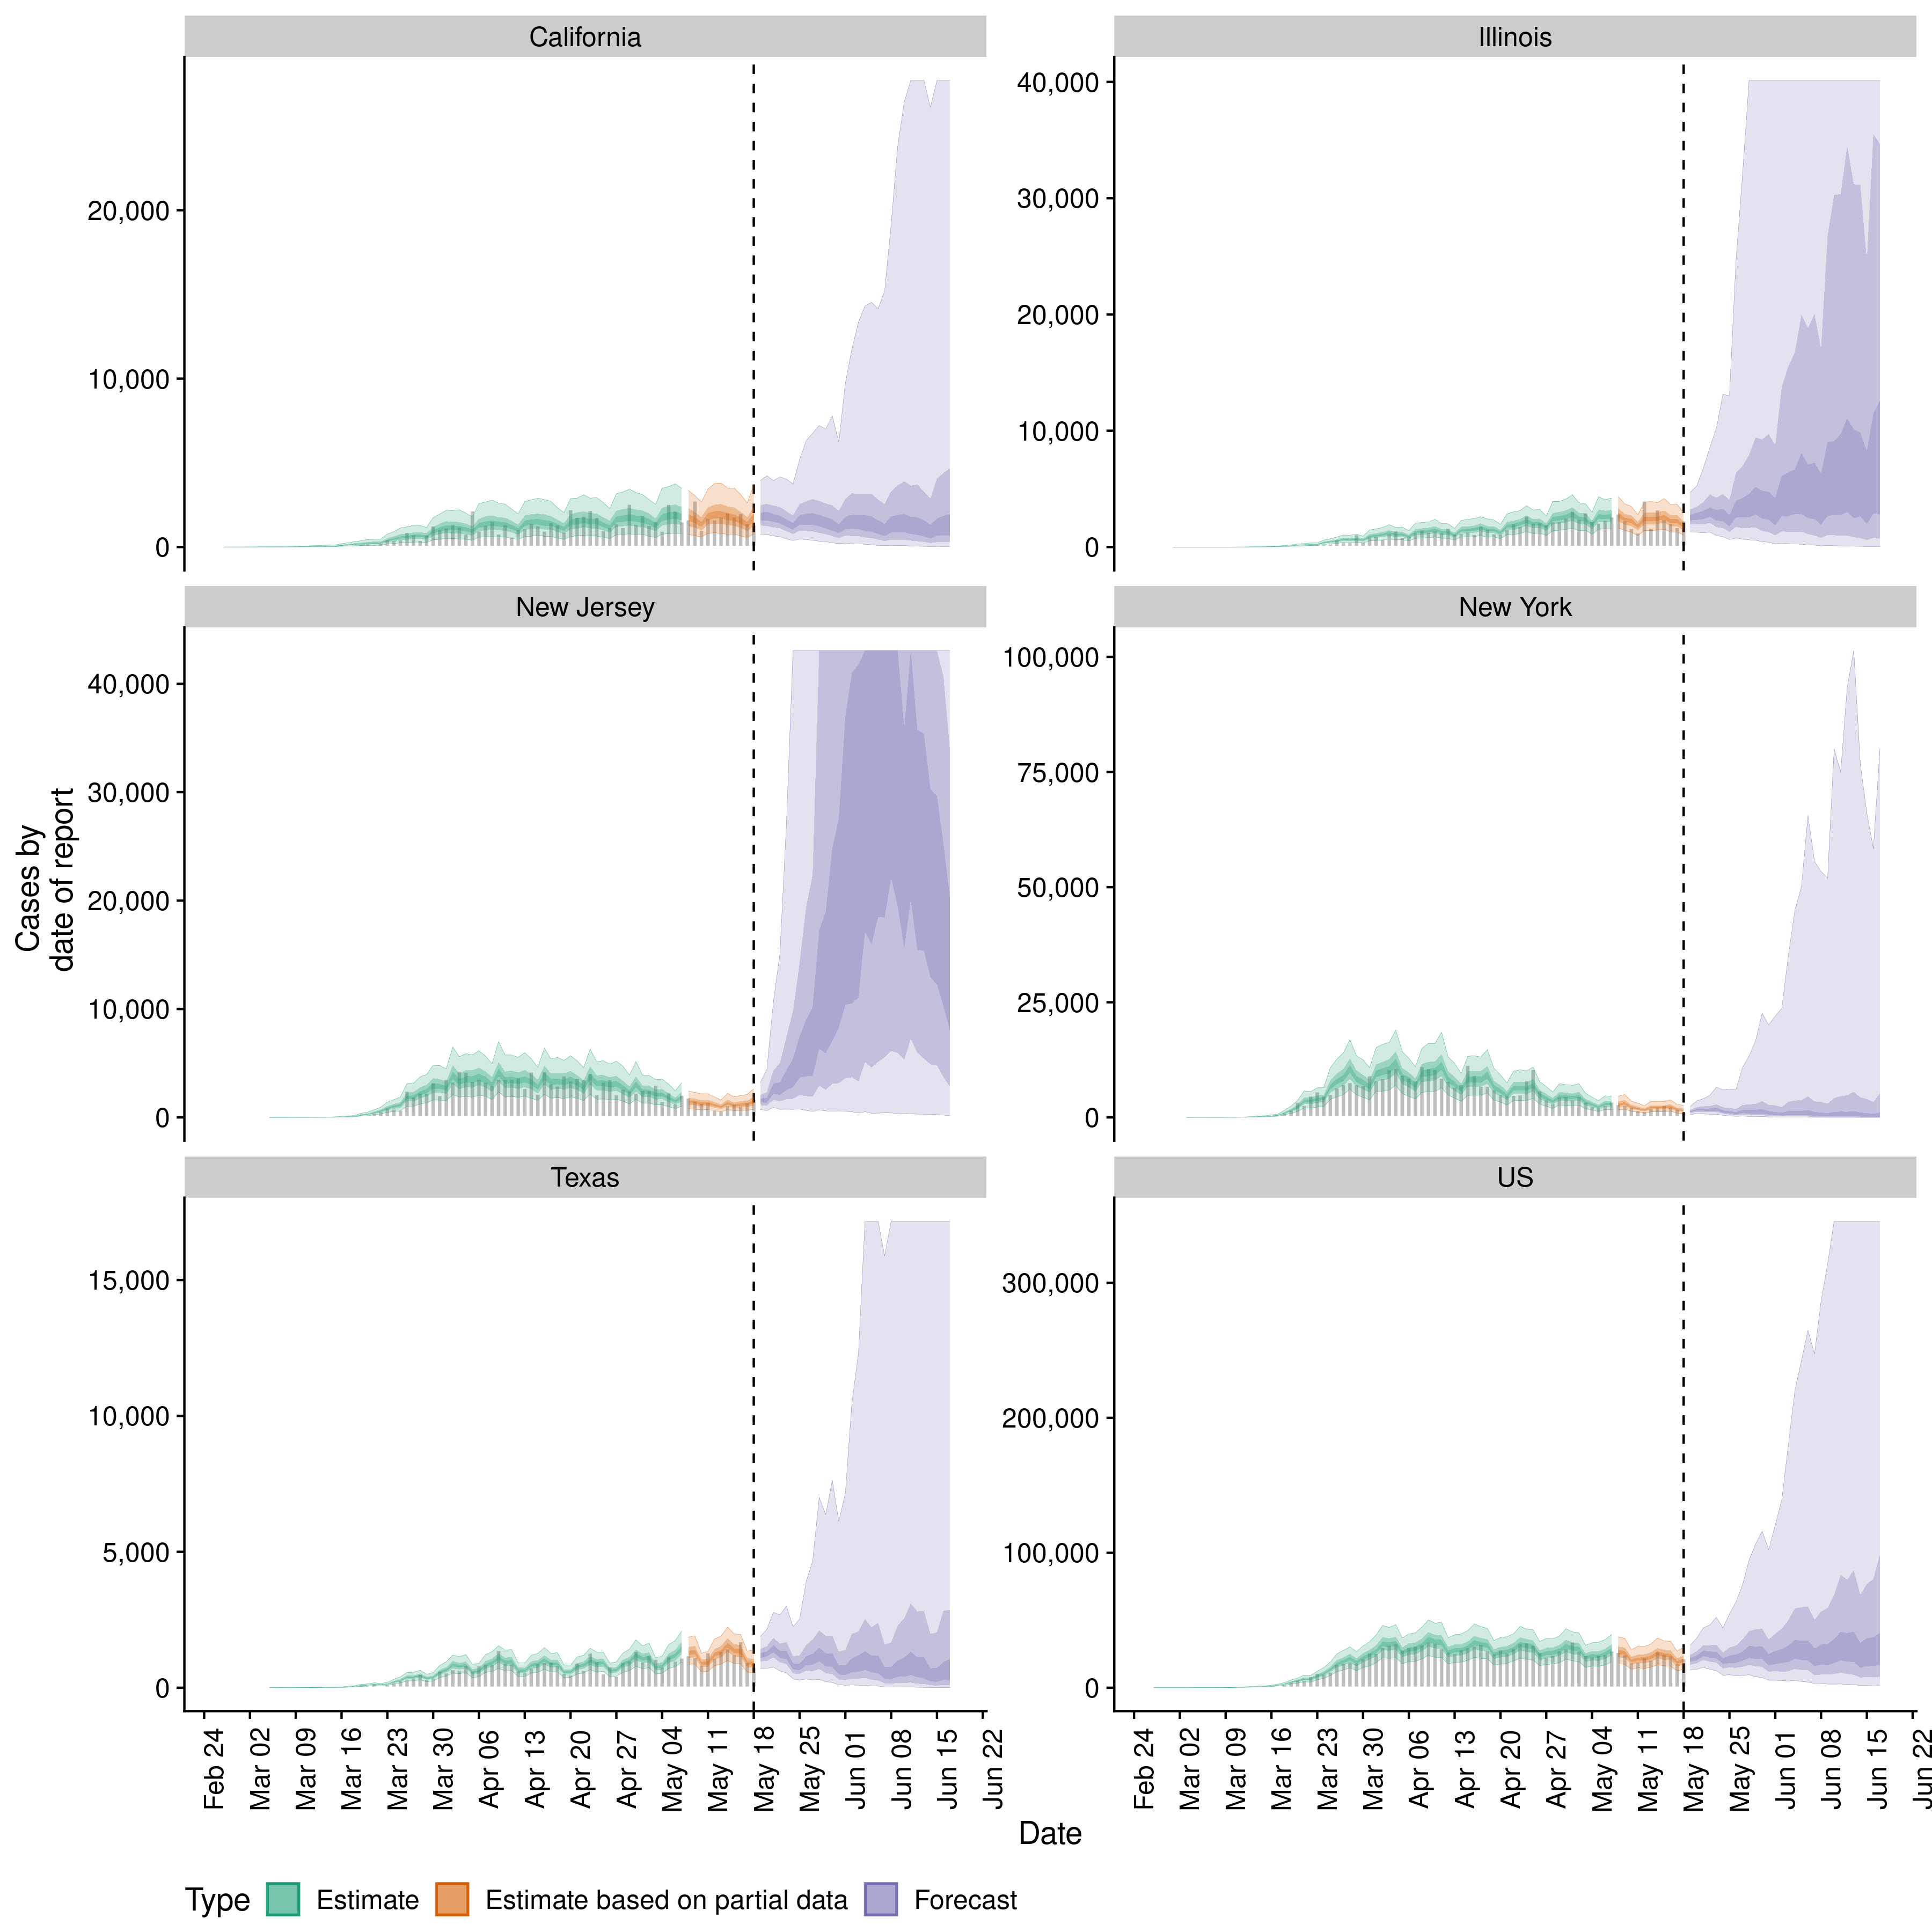 California
Illinois
20,000
10,000
0
40,000
30,000
20,000
10,000
0
New Jersey
New York
Cases by
date of report
40,000
30,000
20,000
10,000
0
100,000
75,000
50,000
25,000
0
Texas
US
15,000
10,000
5,000
0
300,000
200,000
100,000
0
Feb 24
Mar 02
Mar 09
Mar 16
Mar 23
Mar 30
Apr 06
Apr 13
Apr 20
Apr 27
May 04
May 11
May 18
May 25
Jun 01
Jun 08
Jun 15
Jun 22
Feb 24
Mar 02
Mar 09
Mar 16
Mar 23
Mar 30
Apr 06
Apr 13
Apr 20
Apr 27
May 04
May 11
May 18
May 25
Jun 01
Jun 08
Jun 15
Jun 22
Date
Type Estimate Estimate based on partial data Forecast